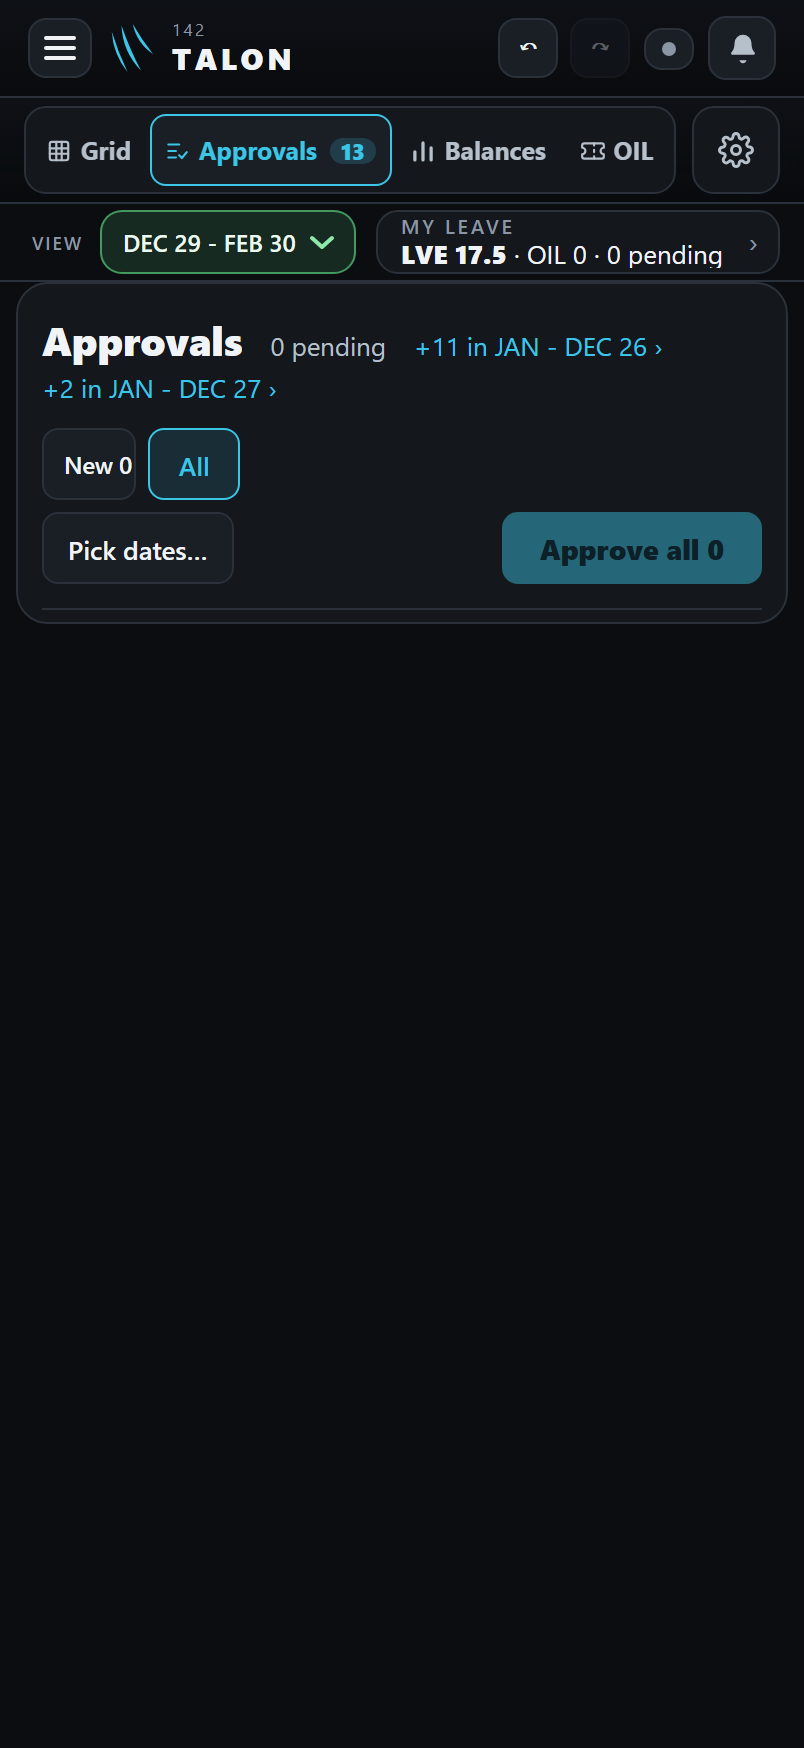 142
TALON
Grid
Approvals 13
Balances
OIL
VIEW
DEC 29 - FEB 30
MY LEAVE
LVE 17.5 · OIL 0 · 0 pending ›
Approvals 0 pending +11 in JAN - DEC 26 ›
+2 in JAN - DEC 27 ›
New 0
All
Pick dates...
Approve all 0